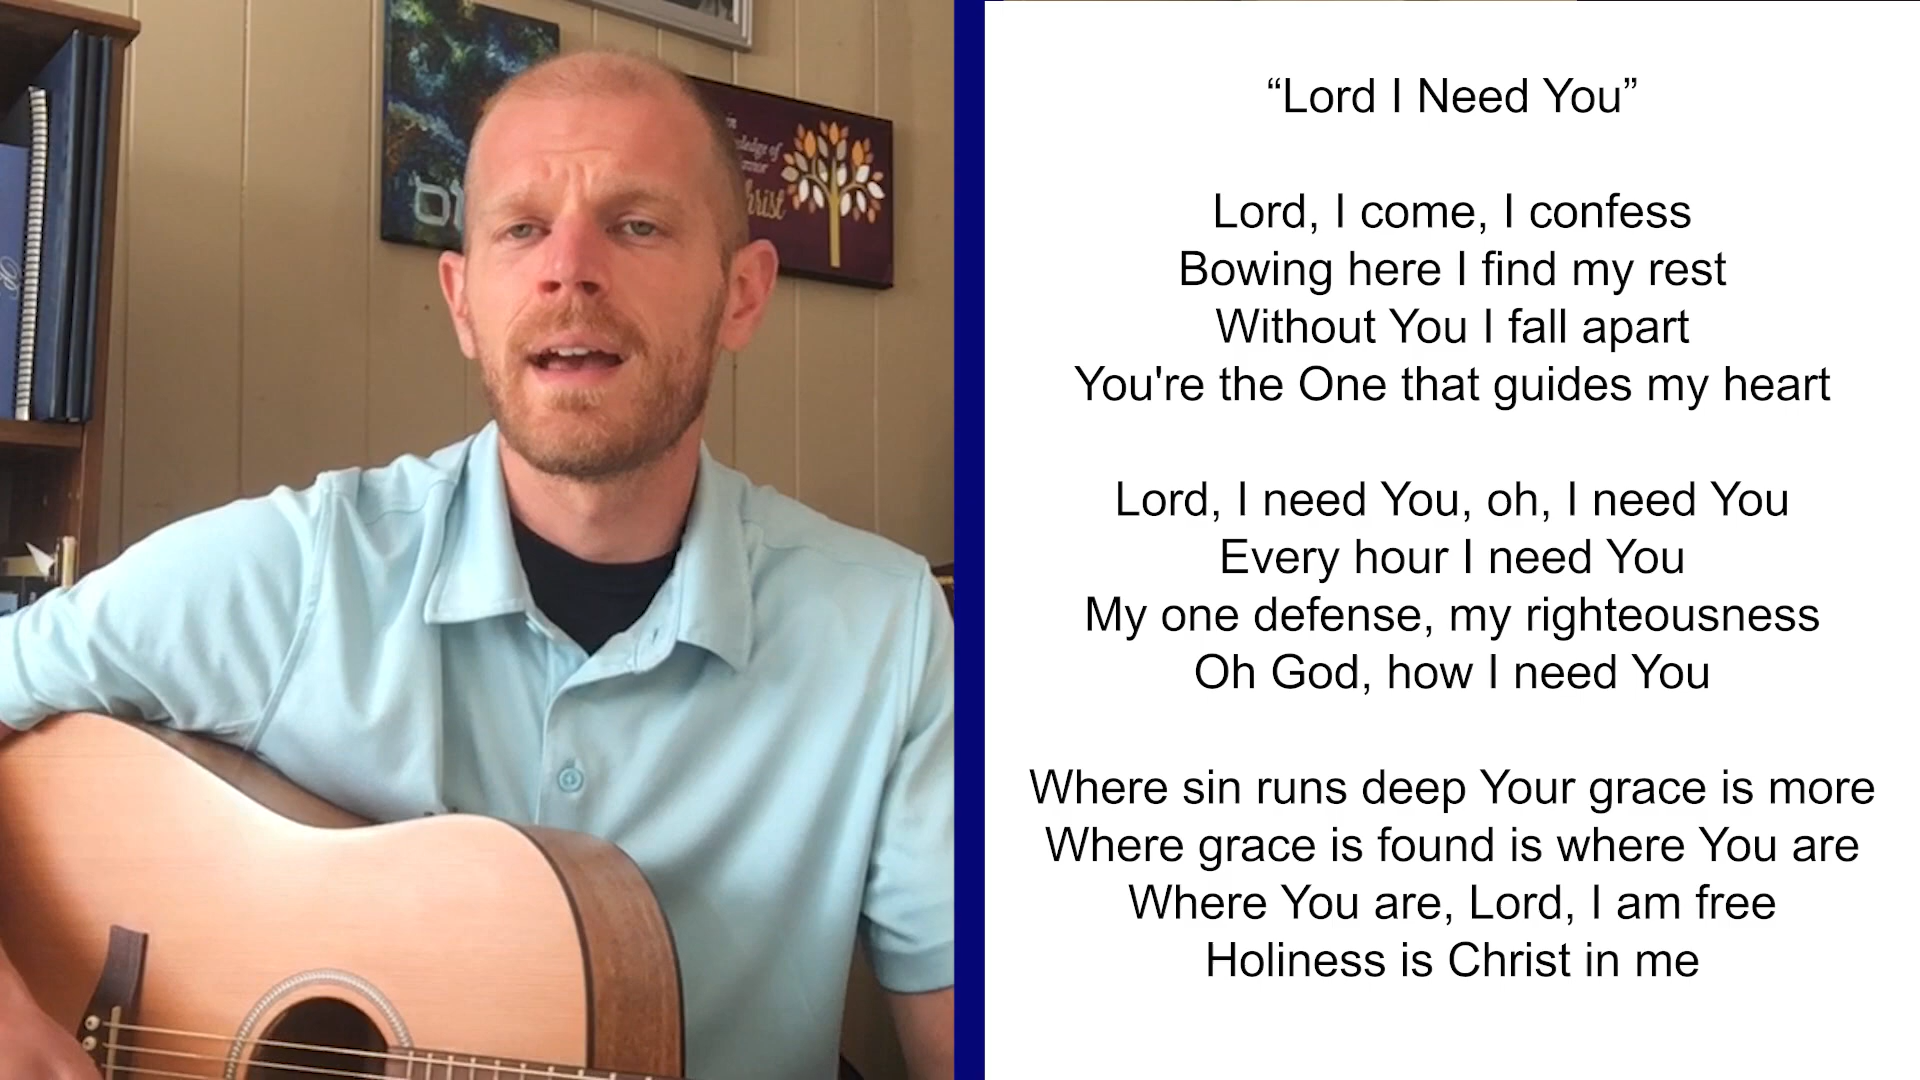 in
of
Christ
“Lord I Need You”
Lord, I come, I confess
Bowing here I find my rest
Without You I fall apart
You're the One that guides my heart
Lord, I need You, oh, I need You
Every hour I need You
My one defense, my righteousness
Oh God, how I need You
Where sin runs deep Your grace is more
Where grace is found is where You are
Where You are, Lord, I am free
Holiness is Christ in me